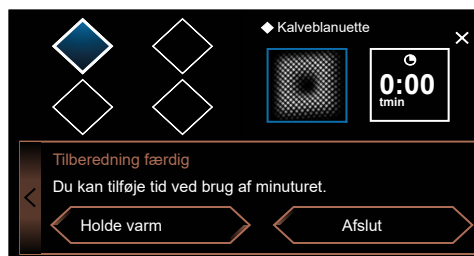 ◆ Kalveblanuette
0:00
tmin
Tilberedning færdig
Du kan tilføje tid ved brug af minuturet.
Holde varm
Afslut